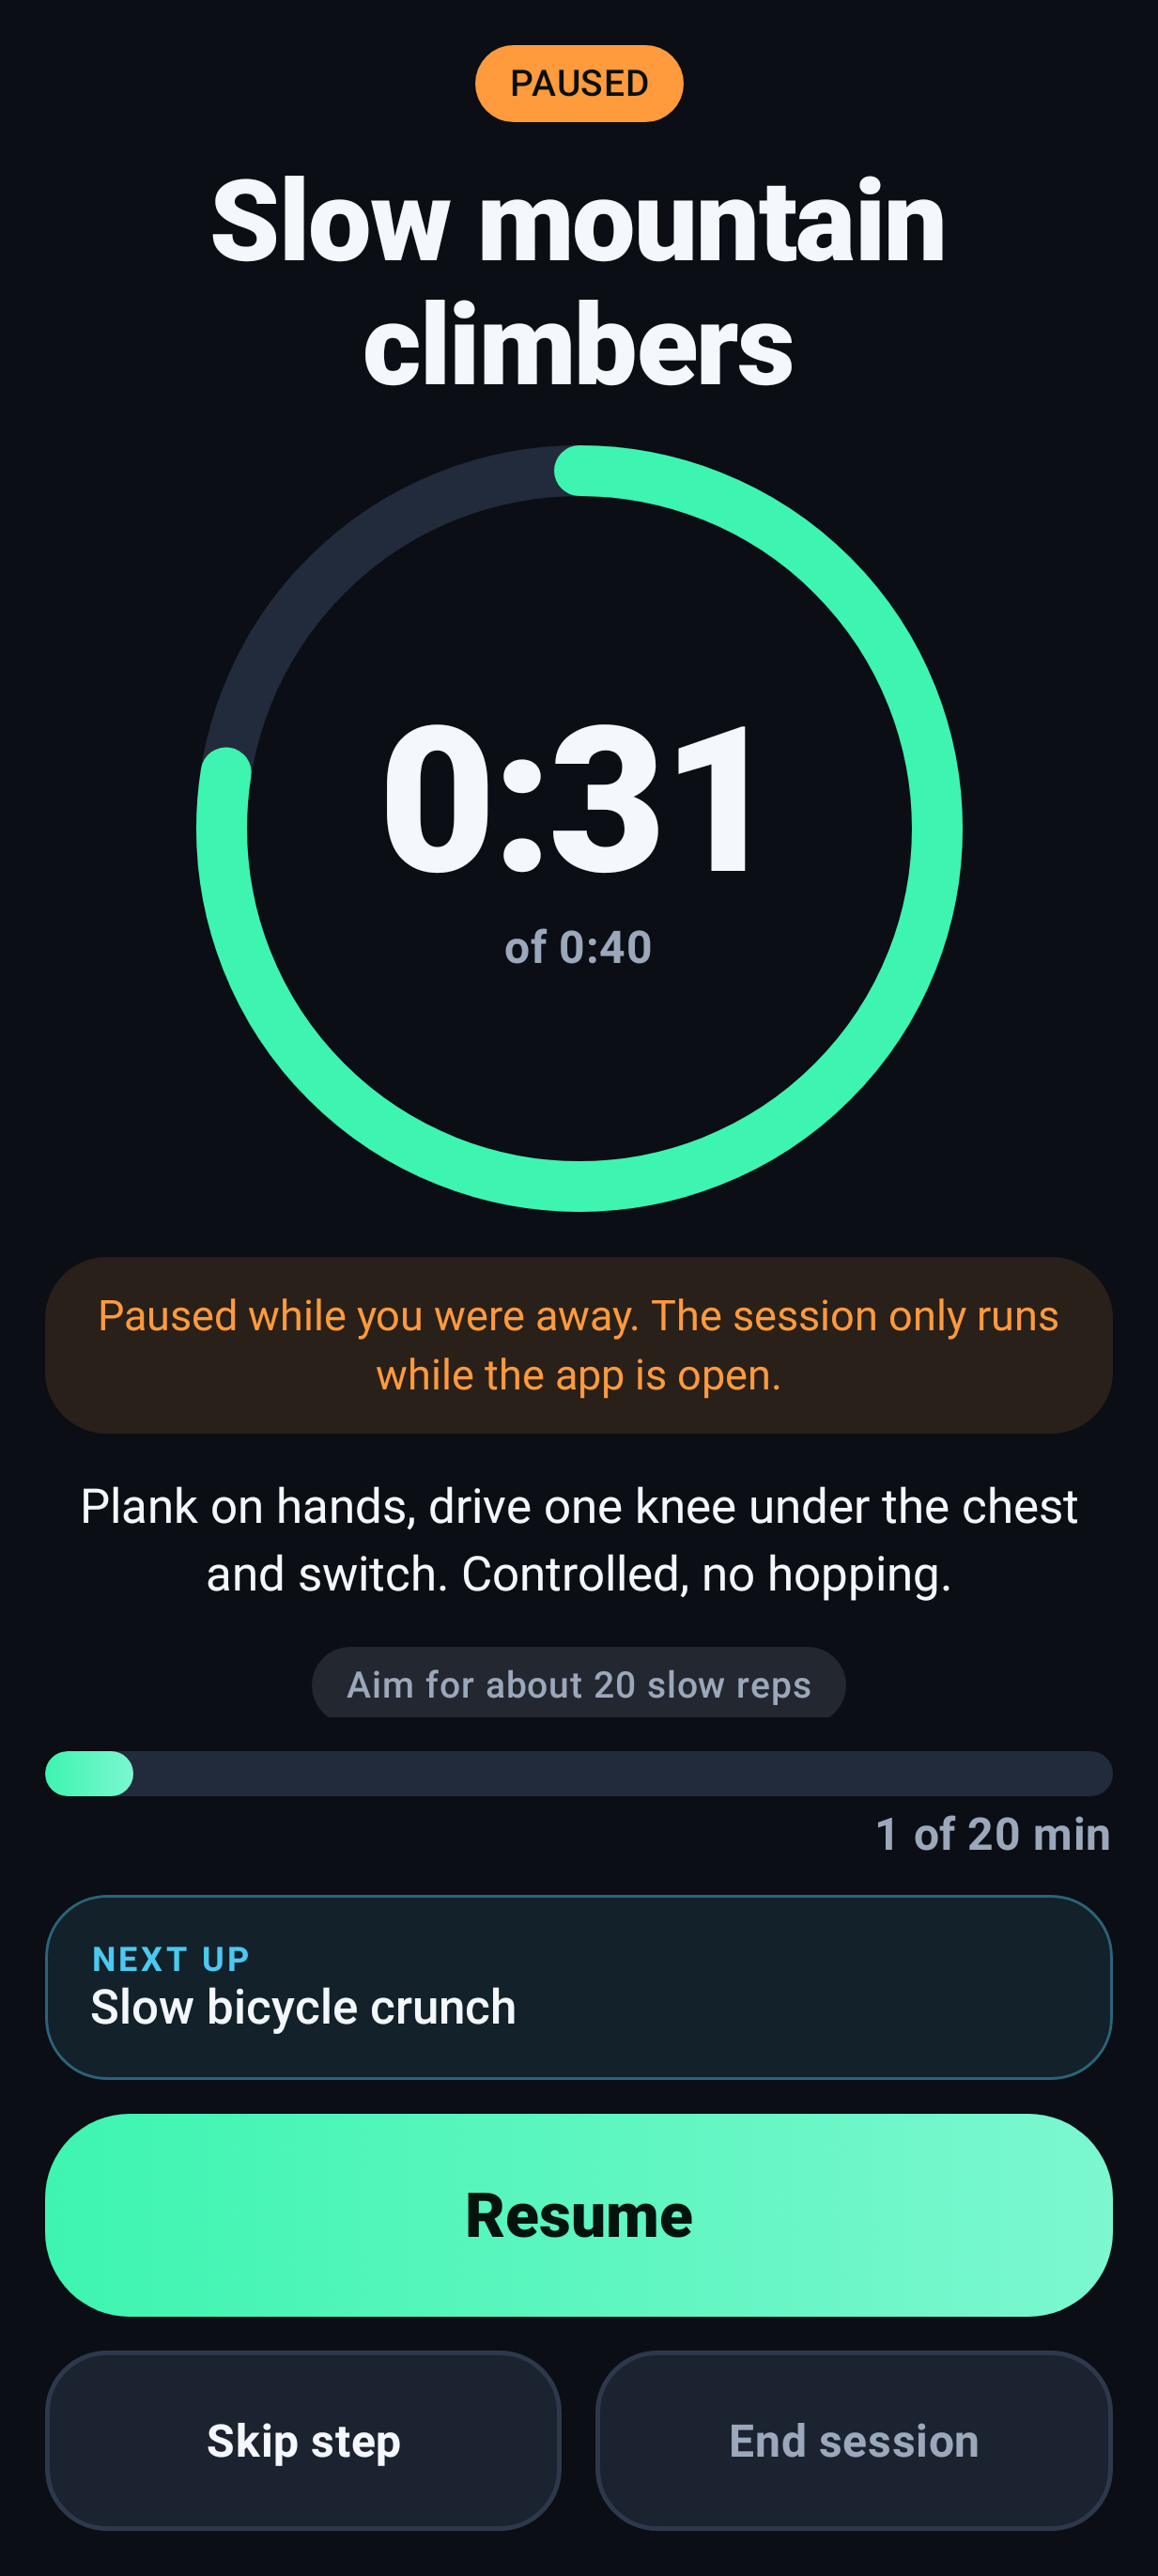 PAUSED
Slow mountain
climbers
0:31
of 0:40
Paused while you were away. The session only runs
while the app is open.
Plank on hands, drive one knee under the chest
and switch. Controlled, no hopping.
Aim for about 20 slow reps
1 of 20 min
NEXT UP
Slow bicycle crunch
Resume
Skip step
End session